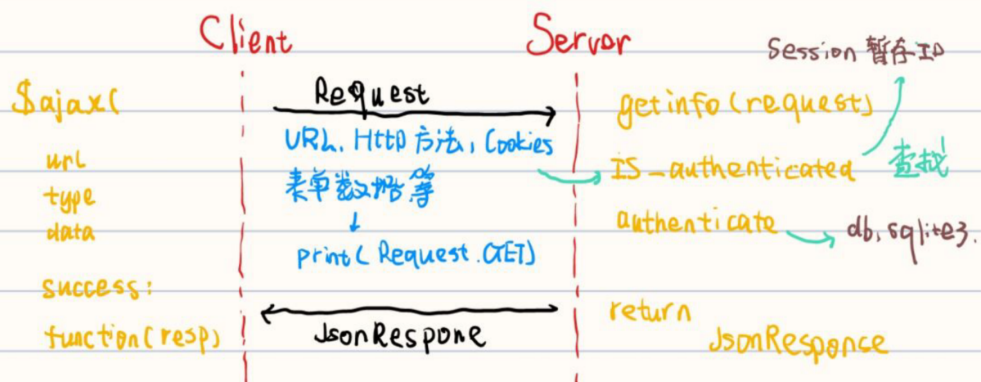 Client
Server
Session 暂存ID
$ajax(
Request
getinfo(request)
URL、Http 方法、Cookies
url
表单数据等
IS_authenticated
查找
type
data
authenticate
db.sqlite3.
print(Request.GET)
success:
return
function(resp)
JsonRespone
JsonResponce